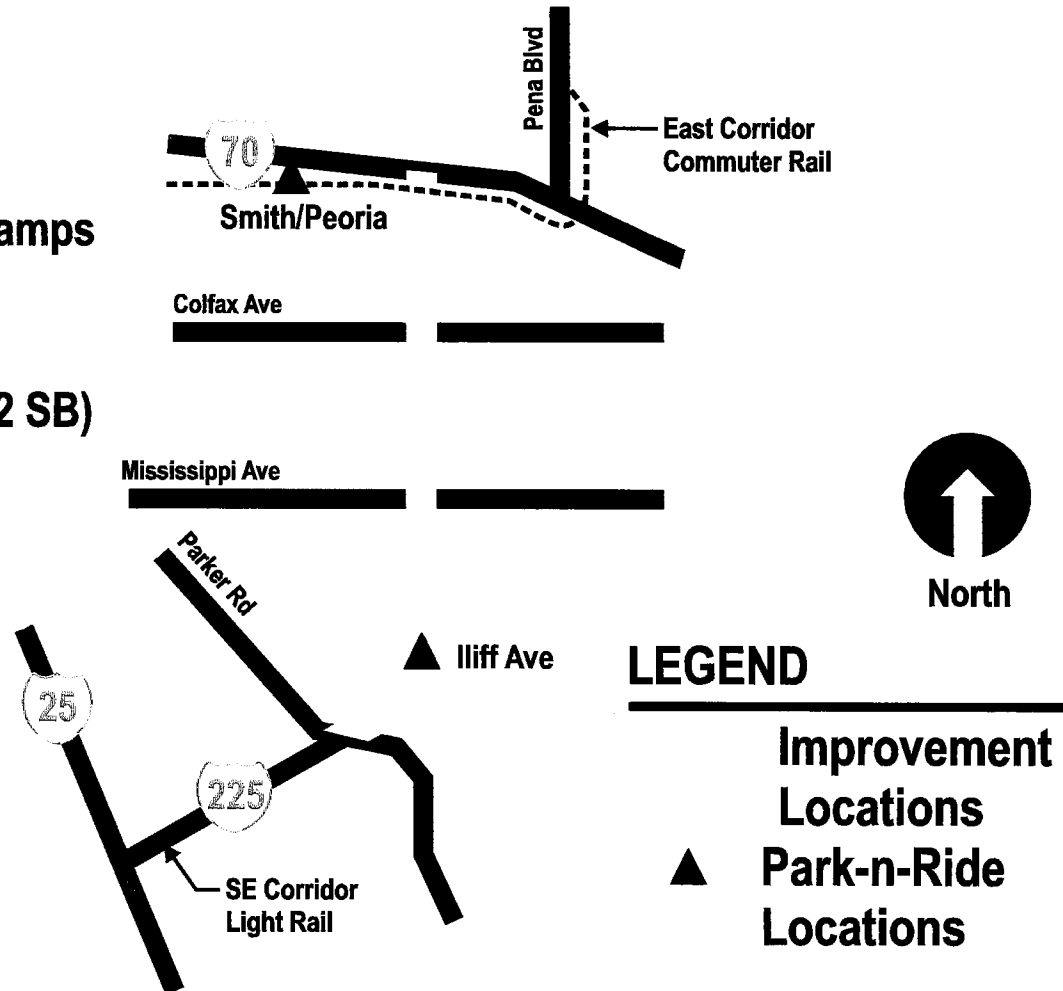 Pena Blvd
East Corridor
Commuter Rail
70
Smith/Peoria
amps
Colfax Ave
2 SB)
Mississippi Ave
North
Parker Rd
Iliff Ave
LEGEND
25
Improvement
Locations
225
Park-n-Ride
Locations
SE Corridor
Light Rail